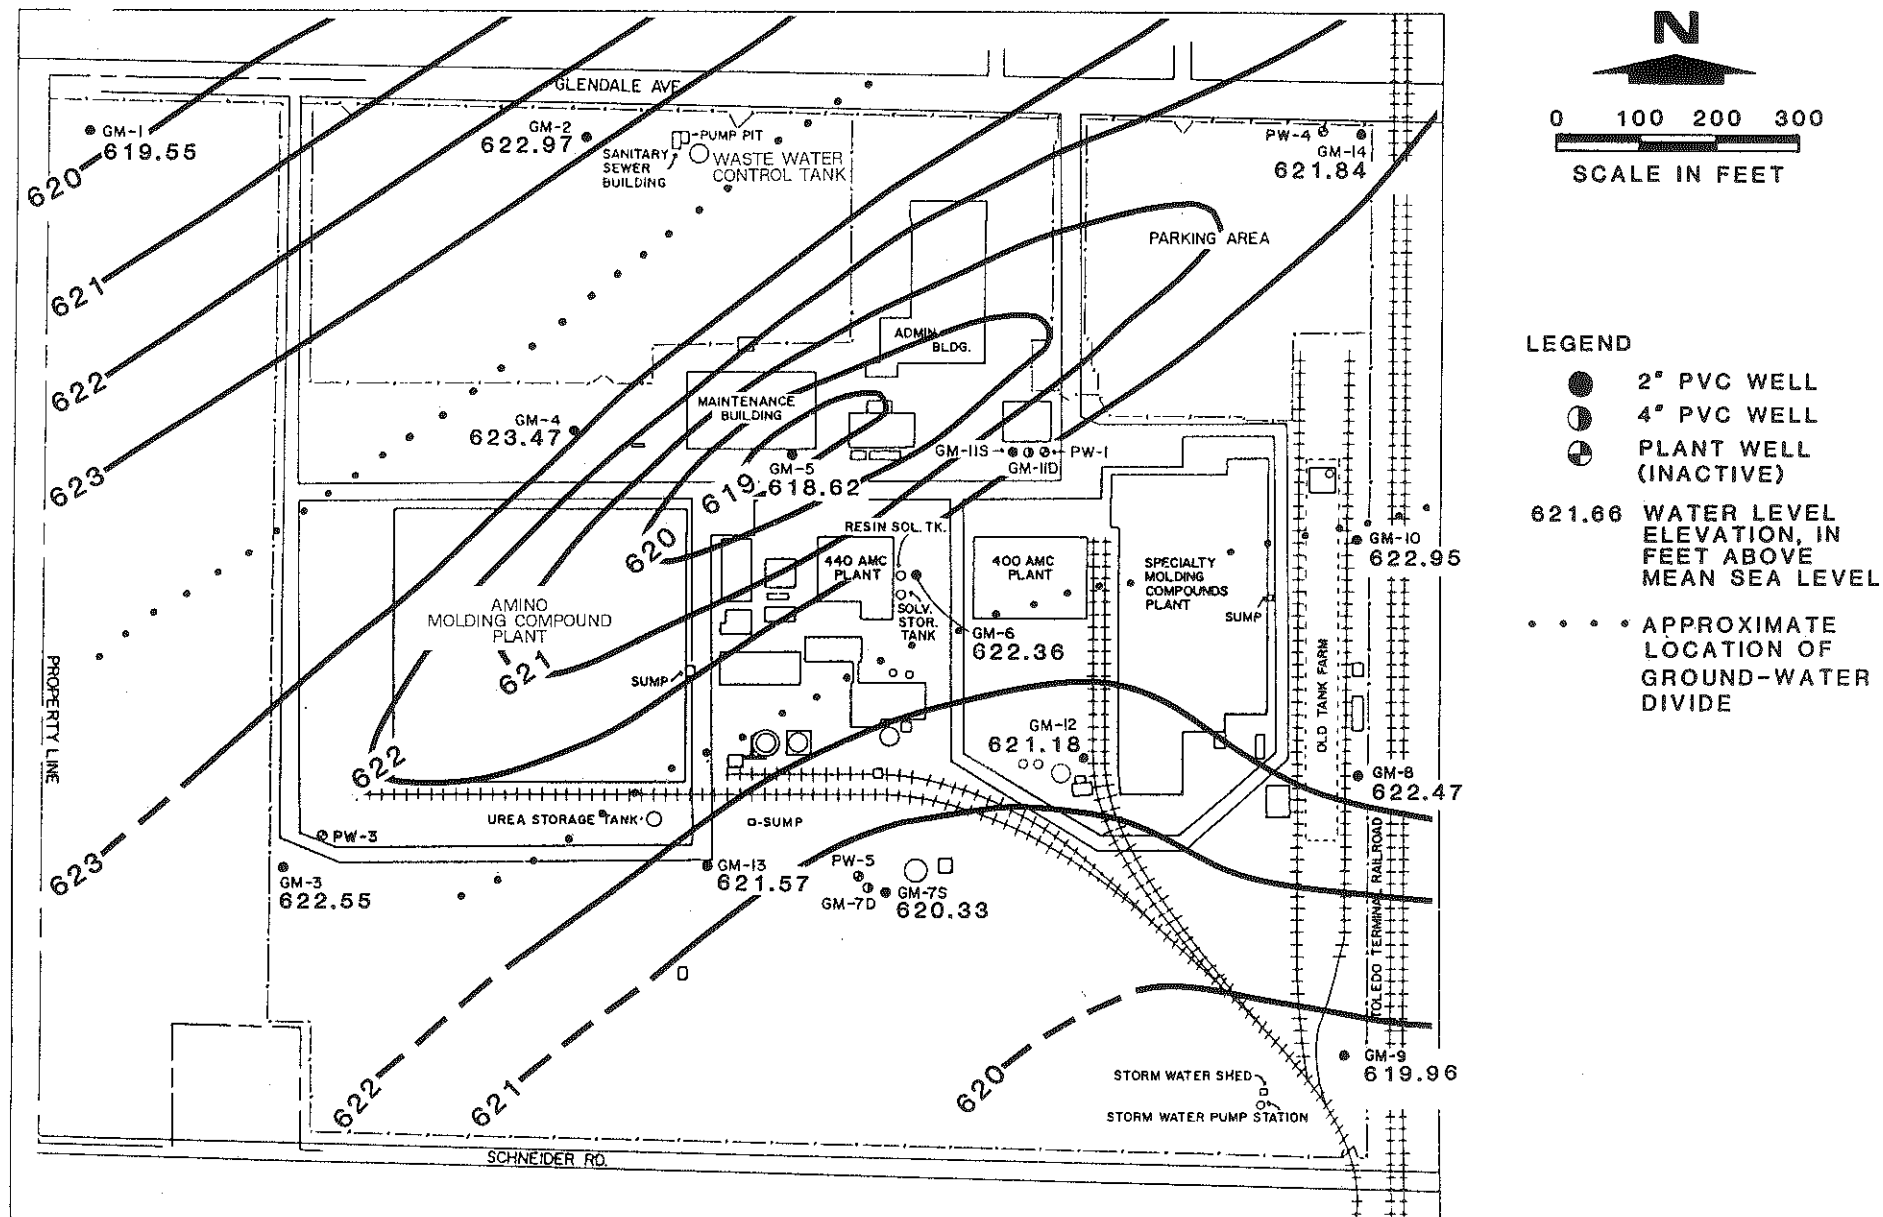 N
0 100 200 300
SCALE IN FEET
LEGEND
2" PVC WELL
4" PVC WELL
PLANT WELL
(INACTIVE)
621.66 WATER LEVEL
ELEVATION, IN
FEET ABOVE
MEAN SEA LEVEL
APPROXIMATE
LOCATION OF
GROUND-WATER
DIVIDE
GLENDALE AVE
GM-1
619.55
GM-2
622.97
PUMP PIT
SANITARY
SEWER
BUILDING
WASTE WATER
CONTROL TANK
PW-4
GM-14
621.84
620
621
622
623
PARKING AREA
ADMIN.
BLDG.
MAINTENANCE
BUILDING
GM-4
623.47
GM-5
618.62
619
620
GM-11S
GM-11D
PW-1
RESIN SOL. TK.
440 AMC
PLANT
SOLV.
STOR.
TANK
400 AMC
PLANT
SPECIALTY
MOLDING
COMPOUNDS
PLANT
SUMP
GM-10
622.95
GM-6
622.36
AMINO
MOLDING COMPOUND
PLANT
621
SUMP
622
PROPERTY LINE
OLD TANK FARM
GM-12
621.18
GM-8
622.47
UREA STORAGE TANK
SUMP
PW-3
623
GM-3
622.55
GM-13
621.57
PW-5
GM-7D
GM-7S
620.33
TOLEDO TERMINAL RAILROAD
622
621
620
GM-9
619.96
STORM WATER SHED
STORM WATER PUMP STATION
SCHNEIDER RD.